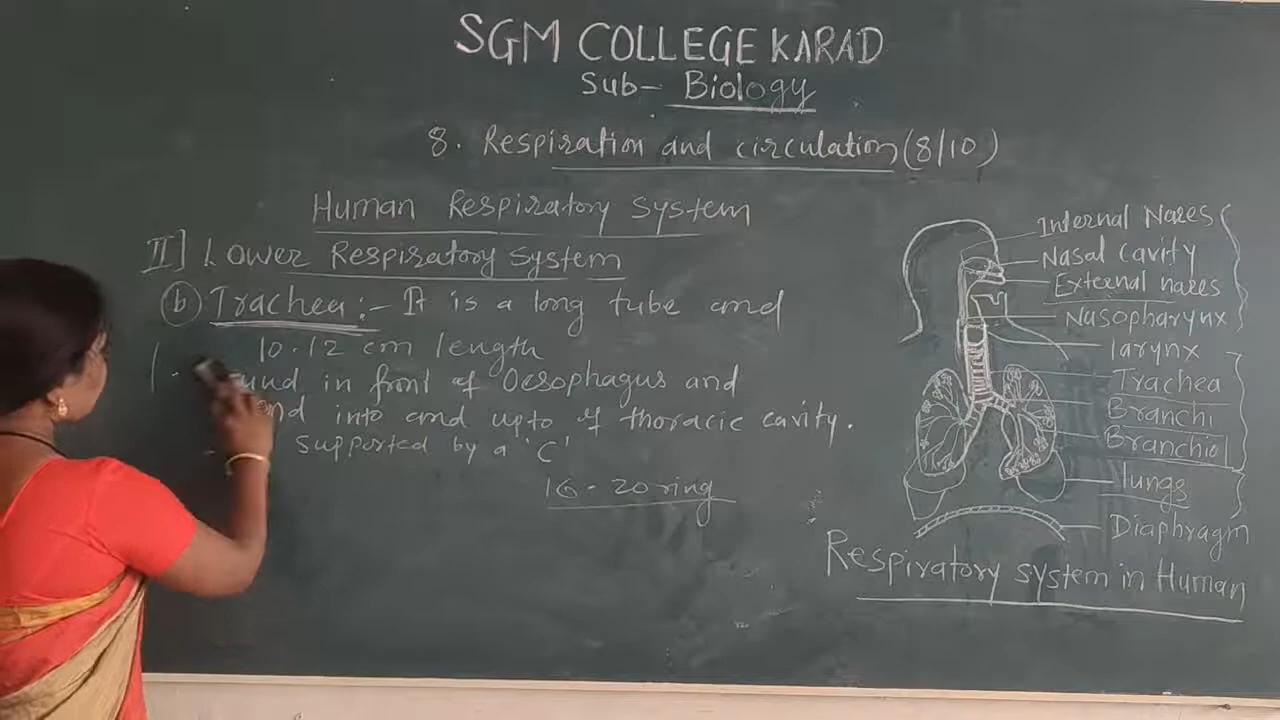 SGM COLLEGE KARAD
Sub- Biology
8. Respiration and circulation (8/10)
Human Respiratory System
II] Lower Respiratory System
(b) Trachea :- It is a long tube and
10-12 cm length
in front of Oesophagus and
into and upto of thoracic cavity.
supported by a 'C'
16 - 20 ring
Internal Nares
Nasal cavity
External nares
Nasopharynx
larynx
Trachea
Branchi
Branchiol
lungs
Diaphragm
Respiratory system in Human